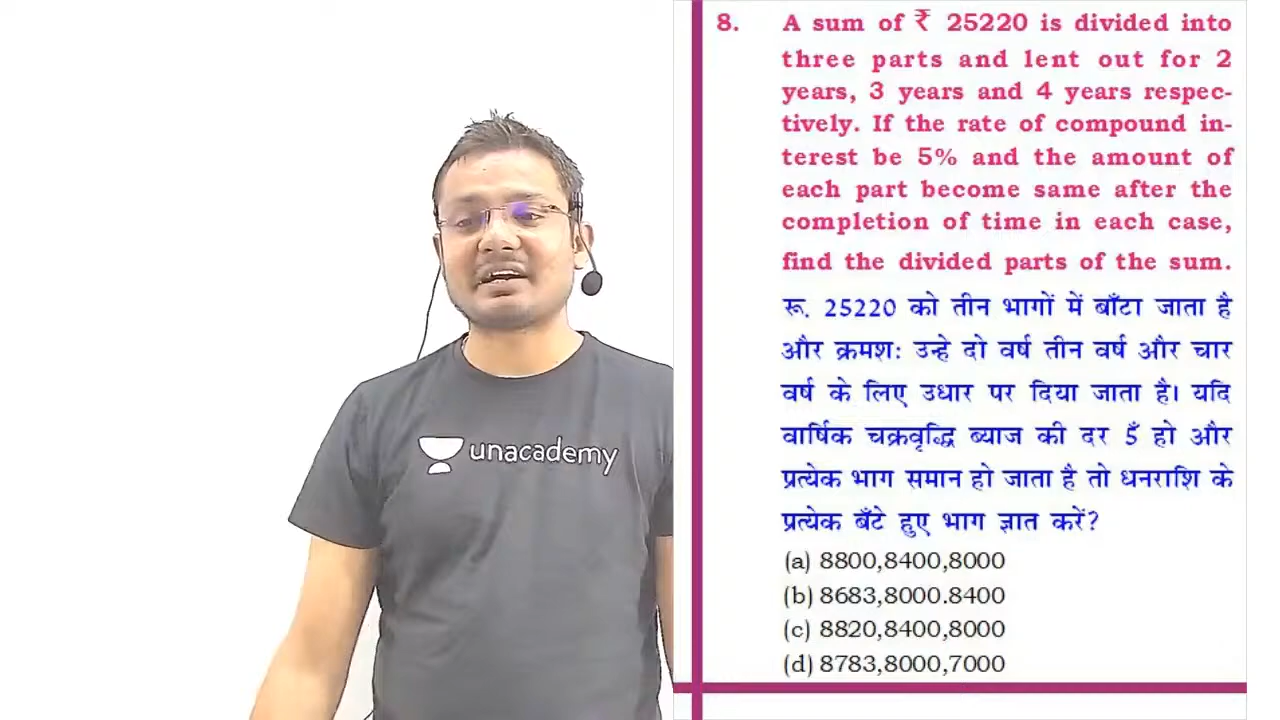 8. A sum of ₹ 25220 is divided into
three parts and lent out for 2
years, 3 years and 4 years respec-
tively. If the rate of compound in-
terest be 5% and the amount of
each part become same after the
completion of time in each case,
find the divided parts of the sum.
रू. 25220 को तीन भागों में बाँटा जाता है
और क्रमशः उन्हे दो वर्ष तीन वर्ष और चार
वर्ष के लिए उधार पर दिया जाता है। यदि
वार्षिक चक्रवृद्धि ब्याज की दर 5ँ हो और
प्रत्येक भाग समान हो जाता है तो धनराशि के
प्रत्येक बँटे हुए भाग ज्ञात करें?
(a) 8800,8400,8000
(b) 8683,8000.8400
(c) 8820,8400,8000
(d) 8783,8000,7000
unacademy